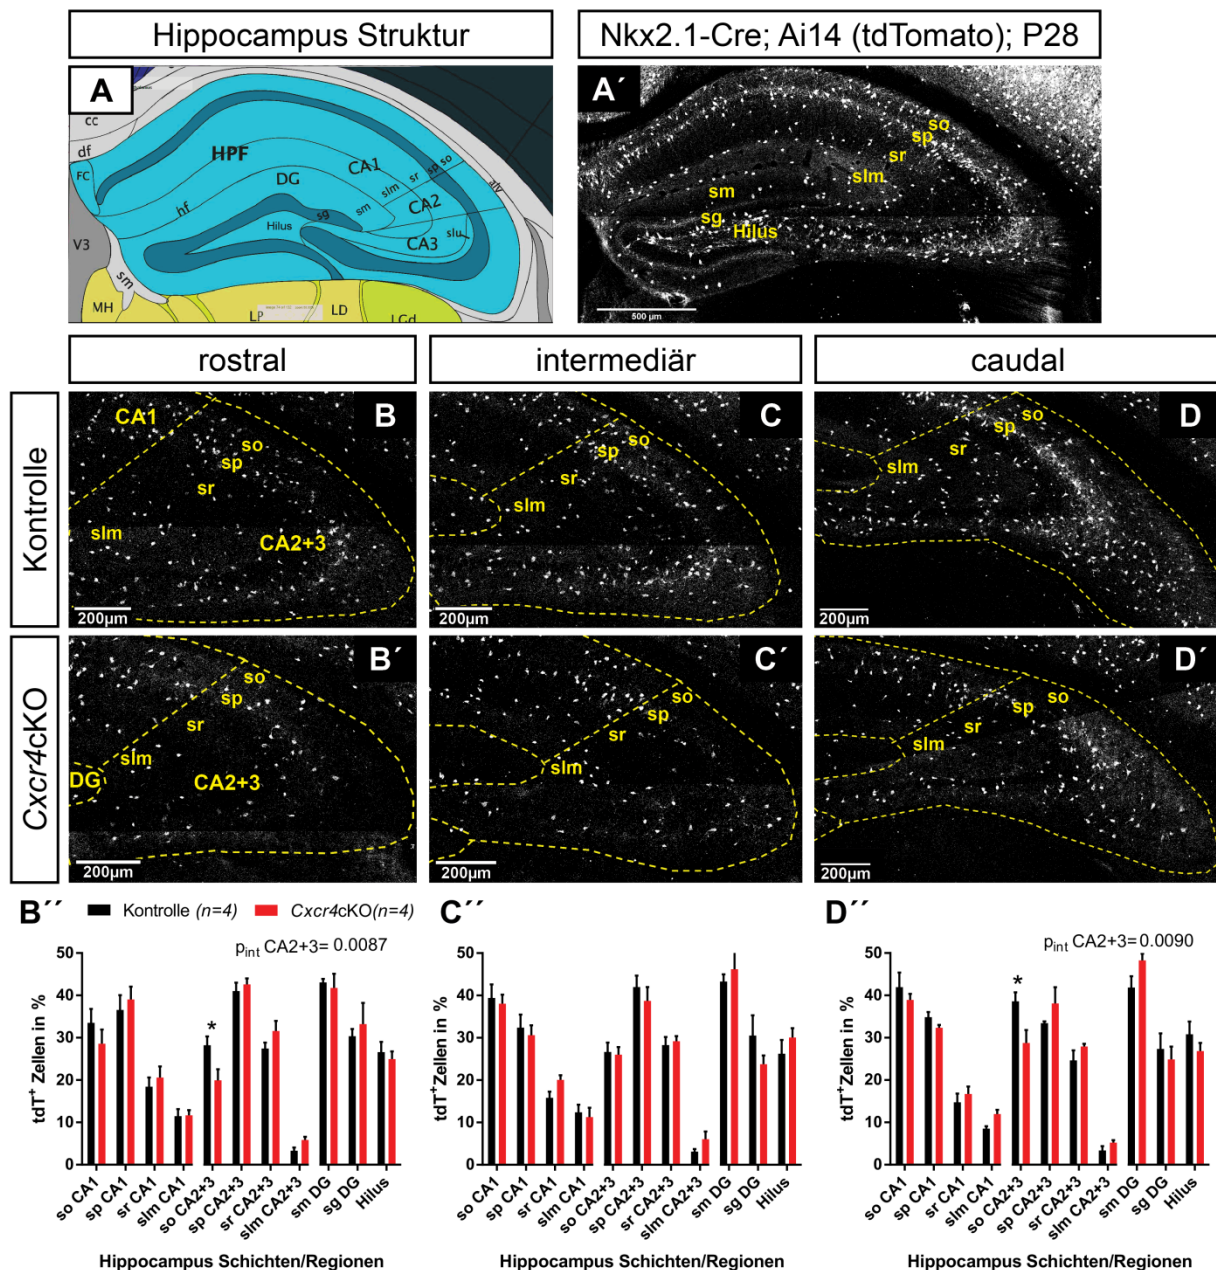 Hippocampus Struktur
Nkx2.1-Cre; Ai14 (tdTomato); P28
A
cc
df
FC
HPF
DG
CA1
slm
sr
sp
so
alv
sm
CA2
hf
sg
Hilus
CA3
slu
V3
sm
MH
LP
LD
LGd
A´
so
sp
sr
slm
sm
sg
Hilus
500 µm
rostral
intermediär
caudal
Kontrolle
B
CA1
so
sp
sr
slm
CA2+3
200µm
C
so
sp
sr
slm
200µm
D
so
sp
sr
slm
200µm
Cxcr4cKO
B´
so
sp
sr
slm
DG
CA2+3
200µm
C´
so
sp
sr
slm
200µm
D´
so
sp
sr
slm
200µm
B´´
Kontrolle (n=4)
Cxcr4cKO(n=4)
pint CA2+3= 0.0087
tdT+ Zellen in %
50
40
30
20
10
0
*
so CA1
sp CA1
sr CA1
slm CA1
so CA2+3
sp CA2+3
sr CA2+3
slm CA2+3
sm DG
sg DG
Hilus
Hippocampus Schichten/Regionen
C´´
tdT+ Zellen in %
50
40
30
20
10
0
so CA1
sp CA1
sr CA1
slm CA1
so CA2+3
sp CA2+3
sr CA2+3
slm CA2+3
sm DG
sg DG
Hilus
Hippocampus Schichten/Regionen
D´´
pint CA2+3= 0.0090
tdT+Zellen in %
50
40
30
20
10
0
*
so CA1
sp CA1
sr CA1
slm CA1
so CA2+3
sp CA2+3
sr CA2+3
slm CA2+3
sm DG
sg DG
Hilus
Hippocampus Schichten/Regionen